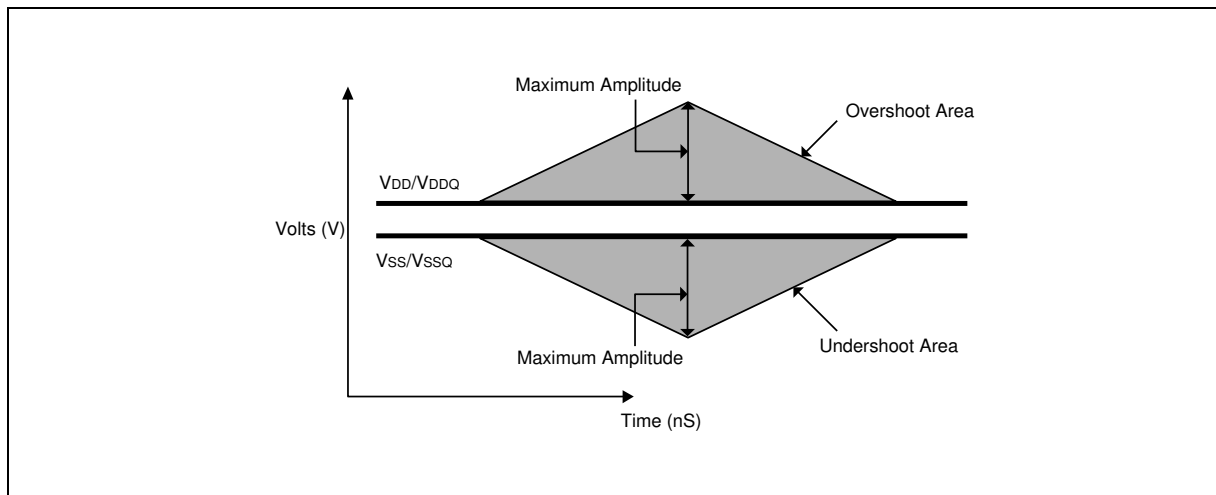 Maximum Amplitude
Overshoot Area
VDD/VDDQ
Volts (V)
VSS/VSSQ
Maximum Amplitude
Undershoot Area
Time (nS)